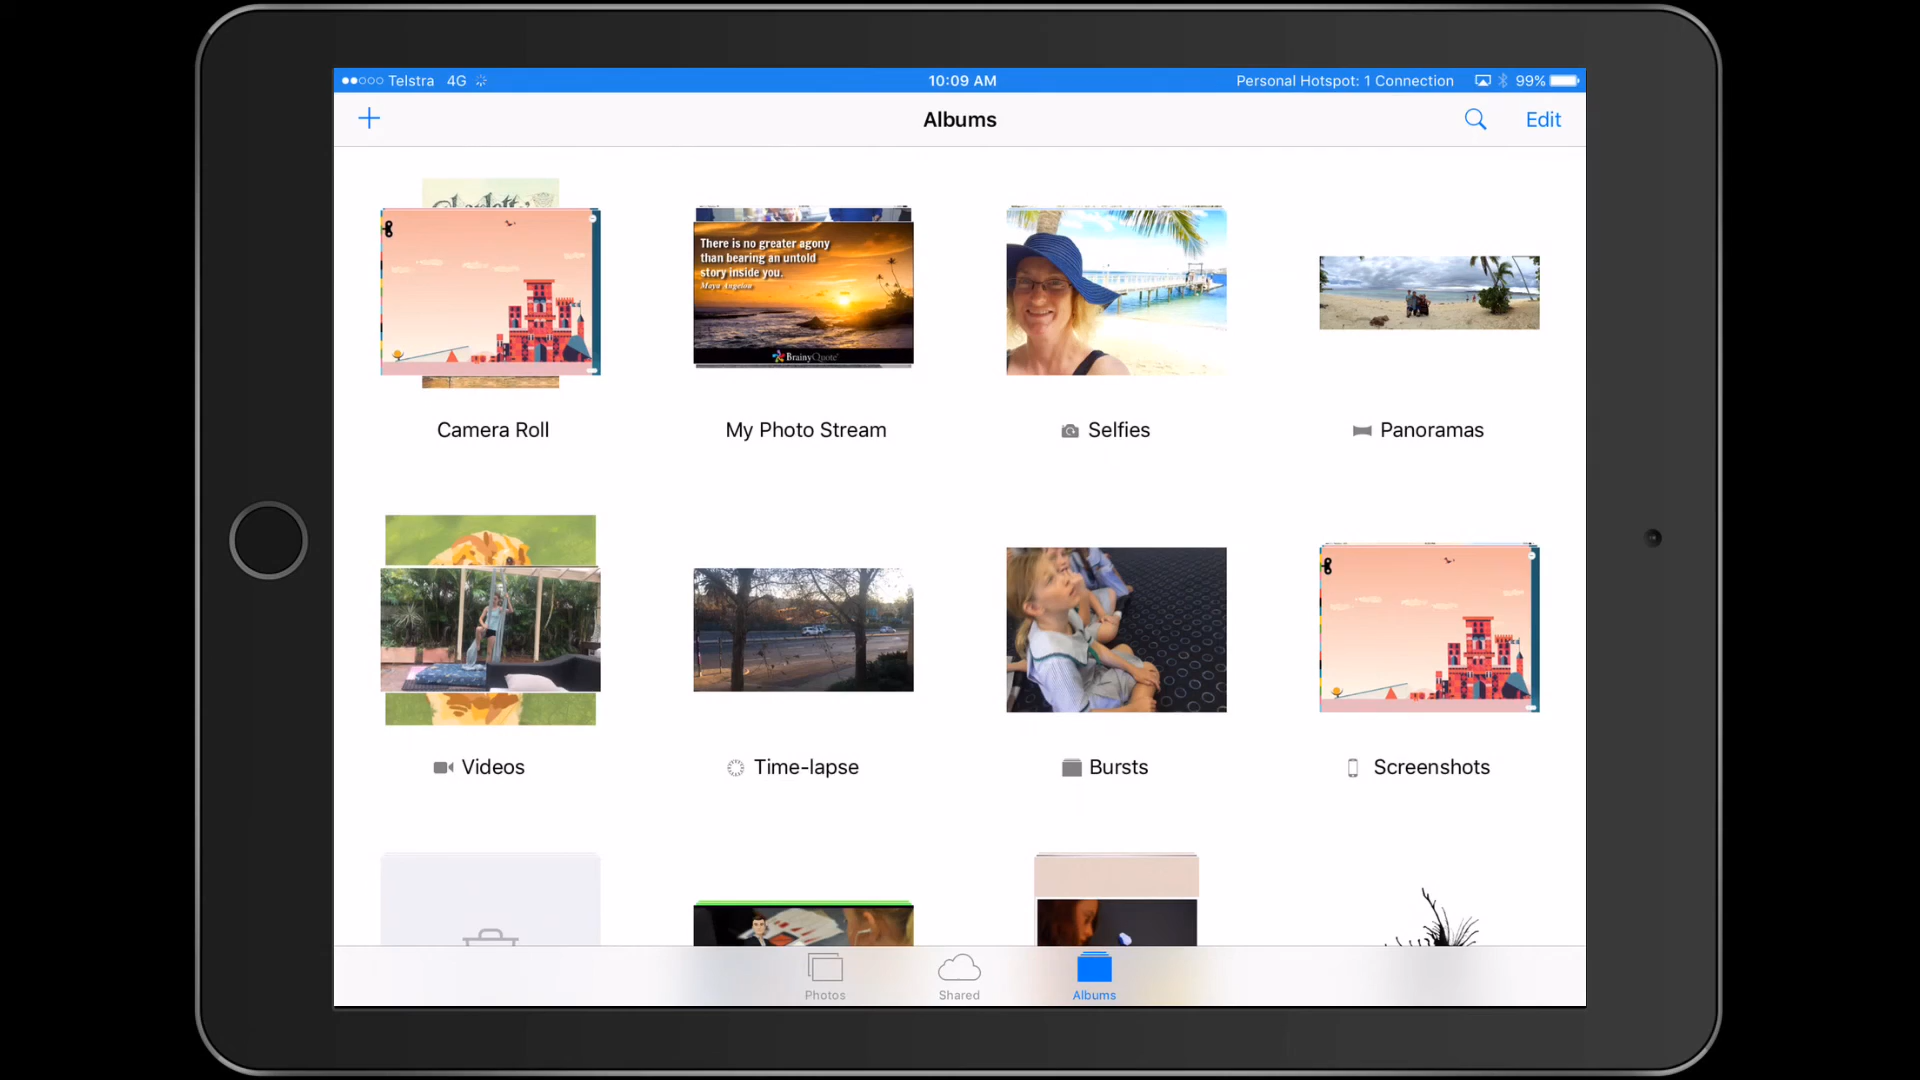 Telstra 4G
10:09 AM
Personal Hotspot: 1 Connection
99%
Albums
Edit
There is no greater agony
than bearing an untold
story inside you.
Maya Angelou
BrainyQuote
Camera Roll
My Photo Stream
Selfies
Panoramas
Videos
Time-lapse
Bursts
Screenshots
Photos
Shared
Albums